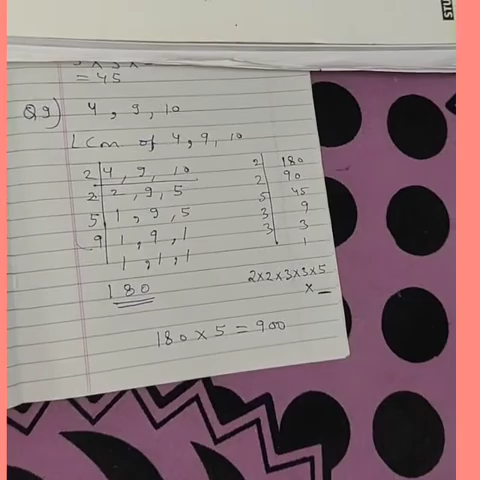 = 45
Q9) 4, 9, 10
LCM of 4, 9, 10
2 | 4, 9, 10
2 | 2, 9, 5
5 | 1, 9, 5
9 | 1, 9, 1
1, 1, 1
180
2 | 180
2 | 90
5 | 45
3 | 9
3 | 3
1
2×2×3×3×5
×
180 × 5 = 900